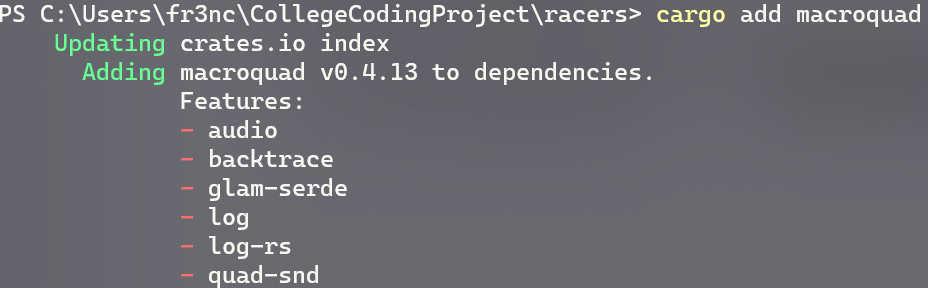 PS C:\Users\fr3nc\CollegeCodingProject\racers> cargo add macroquad
Updating crates.io index
Adding macroquad v0.4.13 to dependencies.
Features:
- audio
- backtrace
- glam-serde
- log
- log-rs
- quad-snd